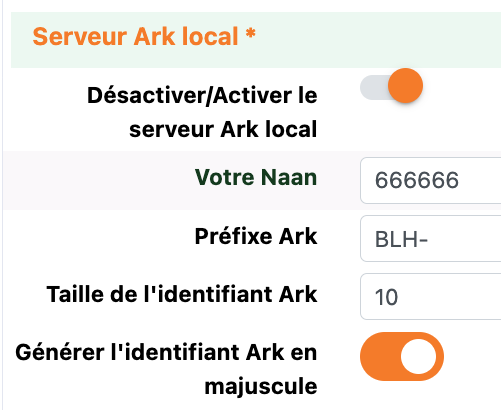 Serveur Ark local *
Désactiver/Activer le
serveur Ark local
Votre Naan
666666
Préfixe Ark
BLH-
Taille de l'identifiant Ark
10
Générer l'identifiant Ark en
majuscule